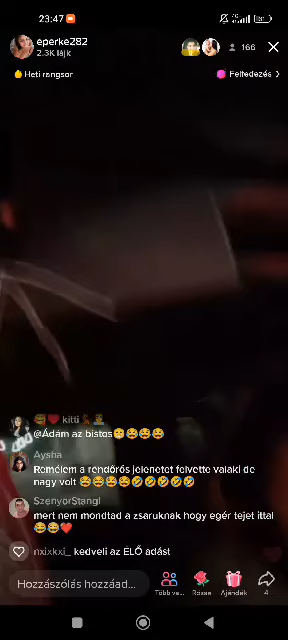 23:47
eperke282
2.3K lájk
166
Heti rangsor
Felfedezés
kitti
@Ádám az bistos😁😂😂😂
Aysha
Remélem a rendőrös jelenetet felvette valaki de
nagy volt 😂😂😂😂🤣🤣🤣🤣🤣
SzenyorStangl
mert nem mondtad a zsaruknak hogy egér tejet ittal
😂😂❤️
nxixkxi_ kedveli az ÉLŐ adást
Hozzászólás hozzáad...
Több ve...
Rózsa
Ajándék
4